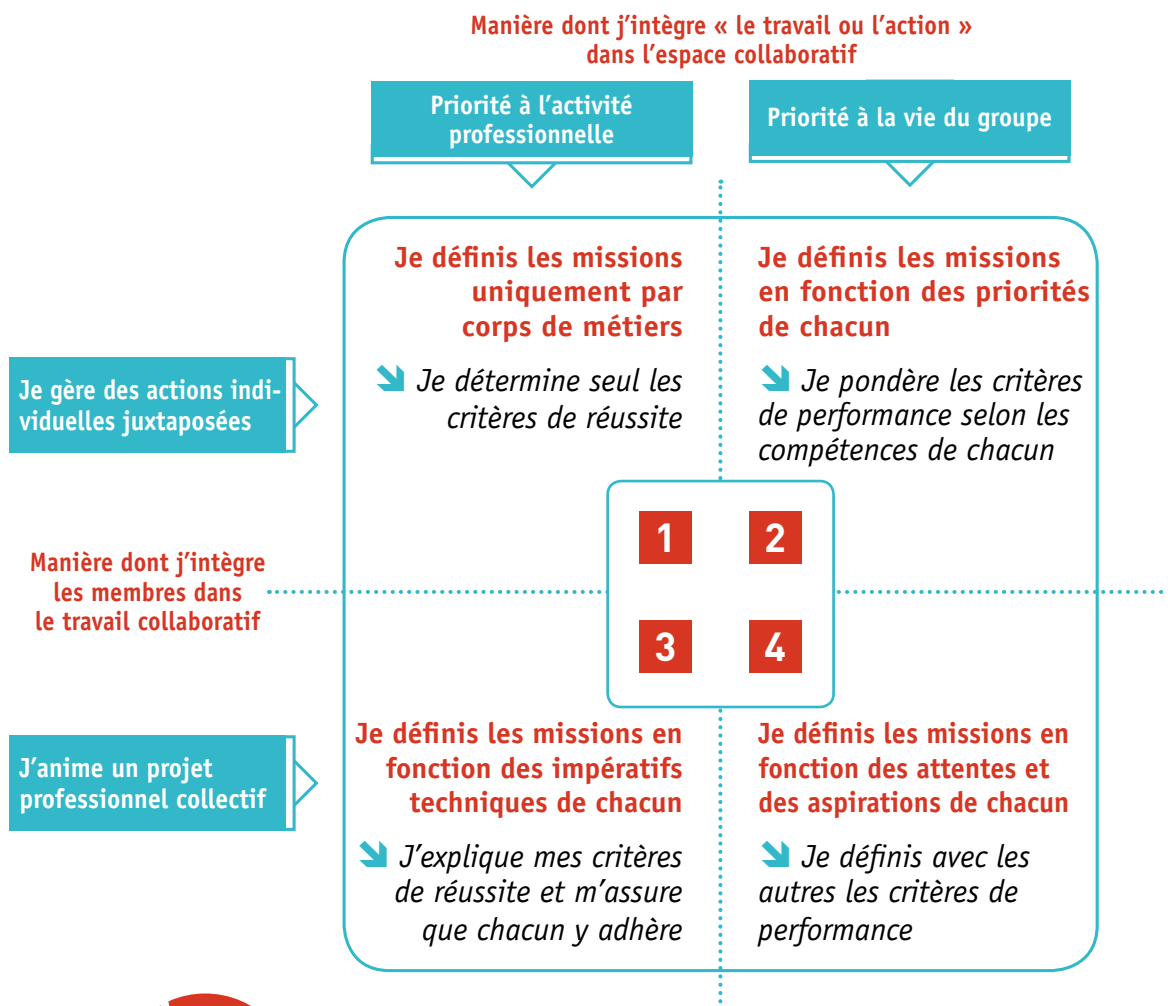 Manière dont j’intègre « le travail ou l’action »
dans l’espace collaboratif
Priorité à l’activité
professionnelle
Priorité à la vie du groupe
Je définis les missions
uniquement par
corps de métiers
Je détermine seul les
critères de réussite
Je définis les missions
en fonction des priorités
de chacun
Je pondère les critères
de performance selon les
compétences de chacun
Je gère des actions indi-
viduelles juxtaposées
1
2
Manière dont j’intègre
les membres dans
le travail collaboratif
3
4
J’anime un projet
professionnel collectif
Je définis les missions en
fonction des impératifs
techniques de chacun
J’explique mes critères
de réussite et m’assure
que chacun y adhère
Je définis les missions en
fonction des attentes et
des aspirations de chacun
Je définis avec les
autres les critères de
performance